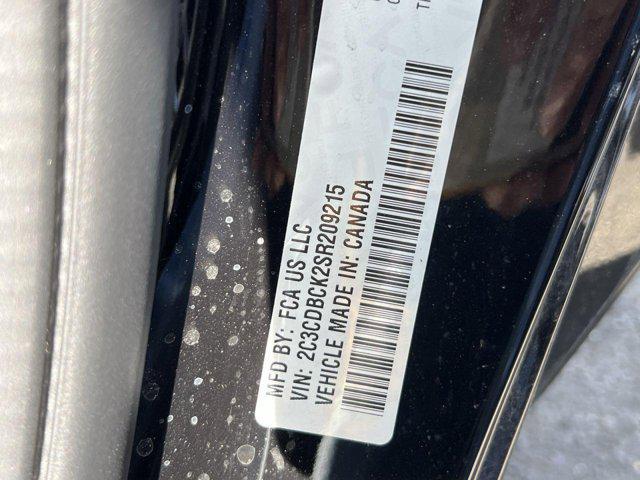 MFD BY: FCA US LLC
VIN: 2C3CDBCK2SR209215
VEHICLE MADE IN: CANADA